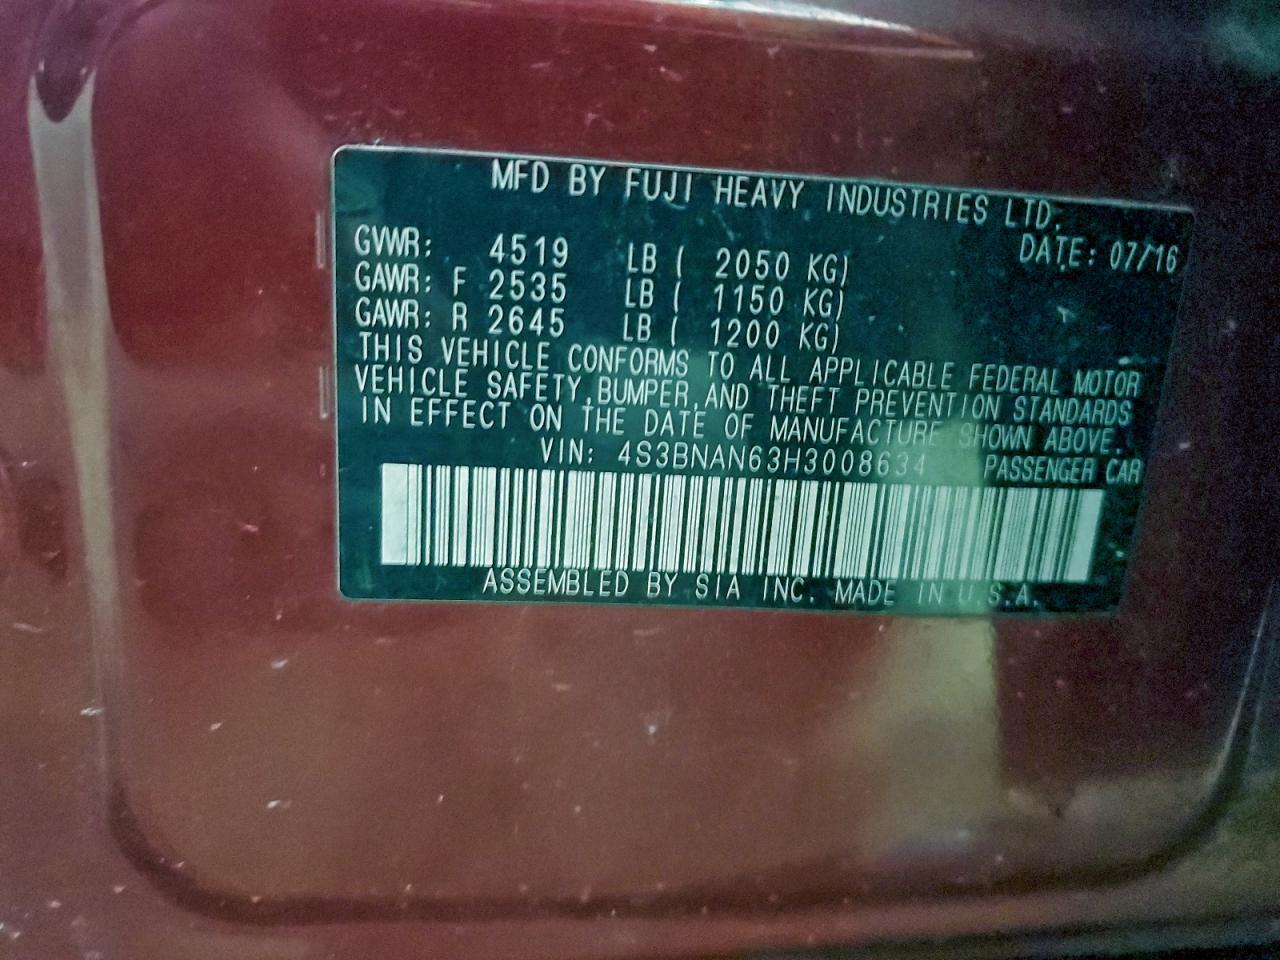 MFD BY FUJI HEAVY INDUSTRIES LTD.
DATE: 07/16
GVWR: 4519 LB ( 2050 KG)
GAWR: F 2535 LB ( 1150 KG)
GAWR: R 2645 LB ( 1200 KG)
THIS VEHICLE CONFORMS TO ALL APPLICABLE FEDERAL MOTOR
VEHICLE SAFETY,BUMPER,AND THEFT PREVENTION STANDARDS
IN EFFECT ON THE DATE OF MANUFACTURE SHOWN ABOVE.
VIN: 4S3BNAN63H3008634 PASSENGER CAR
ASSEMBLED BY SIA INC. MADE IN U.S.A.